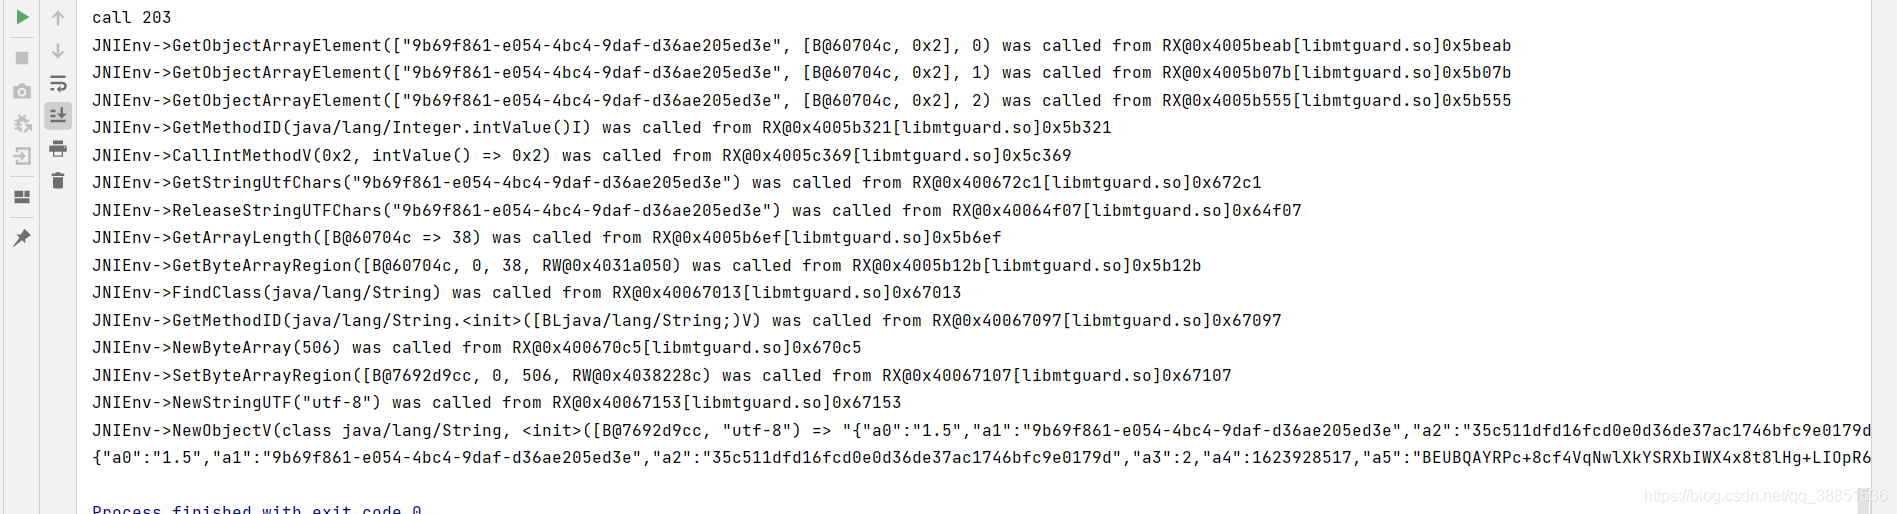 call 203
JNIEnv->GetObjectArrayElement(["9b69f861-e054-4bc4-9daf-d36ae205ed3e", [B@60704c, 0x2], 0) was called from RX@0x4005beab[libmtguard.so]0x5beab
JNIEnv->GetObjectArrayElement(["9b69f861-e054-4bc4-9daf-d36ae205ed3e", [B@60704c, 0x2], 1) was called from RX@0x4005b07b[libmtguard.so]0x5b07b
JNIEnv->GetObjectArrayElement(["9b69f861-e054-4bc4-9daf-d36ae205ed3e", [B@60704c, 0x2], 2) was called from RX@0x4005b555[libmtguard.so]0x5b555
JNIEnv->GetMethodID(java/lang/Integer.intValue()I) was called from RX@0x4005b321[libmtguard.so]0x5b321
JNIEnv->CallIntMethodV(0x2, intValue() => 0x2) was called from RX@0x4005c369[libmtguard.so]0x5c369
JNIEnv->GetStringUtfChars("9b69f861-e054-4bc4-9daf-d36ae205ed3e") was called from RX@0x400672c1[libmtguard.so]0x672c1
JNIEnv->ReleaseStringUTFChars("9b69f861-e054-4bc4-9daf-d36ae205ed3e") was called from RX@0x40064f07[libmtguard.so]0x64f07
JNIEnv->GetArrayLength([B@60704c => 38) was called from RX@0x4005b6ef[libmtguard.so]0x5b6ef
JNIEnv->GetByteArrayRegion([B@60704c, 0, 38, RW@0x4031a050) was called from RX@0x4005b12b[libmtguard.so]0x5b12b
JNIEnv->FindClass(java/lang/String) was called from RX@0x40067013[libmtguard.so]0x67013
JNIEnv->GetMethodID(java/lang/String.<init>([BLjava/lang/String;)V) was called from RX@0x40067097[libmtguard.so]0x67097
JNIEnv->NewByteArray(506) was called from RX@0x400670c5[libmtguard.so]0x670c5
JNIEnv->SetByteArrayRegion([B@7692d9cc, 0, 506, RW@0x4038228c) was called from RX@0x40067107[libmtguard.so]0x67107
JNIEnv->NewStringUTF("utf-8") was called from RX@0x40067153[libmtguard.so]0x67153
JNIEnv->NewObjectV(class java/lang/String, <init>([B@7692d9cc, "utf-8") => "{"a0":"1.5","a1":"9b69f861-e054-4bc4-9daf-d36ae205ed3e","a2":"35c511dfd16fcd0e0d36de37ac1746bfc9e0179d
{"a0":"1.5","a1":"9b69f861-e054-4bc4-9daf-d36ae205ed3e","a2":"35c511dfd16fcd0e0d36de37ac1746bfc9e0179d","a3":2,"a4":1623928517,"a5":"BEUBQAYRPc+8cf4VqNwlXkYSRXbIWX4x8t8lHg+LIOpR6
https://blog.csdn.net/qq_38851536
Process finished with exit code 0